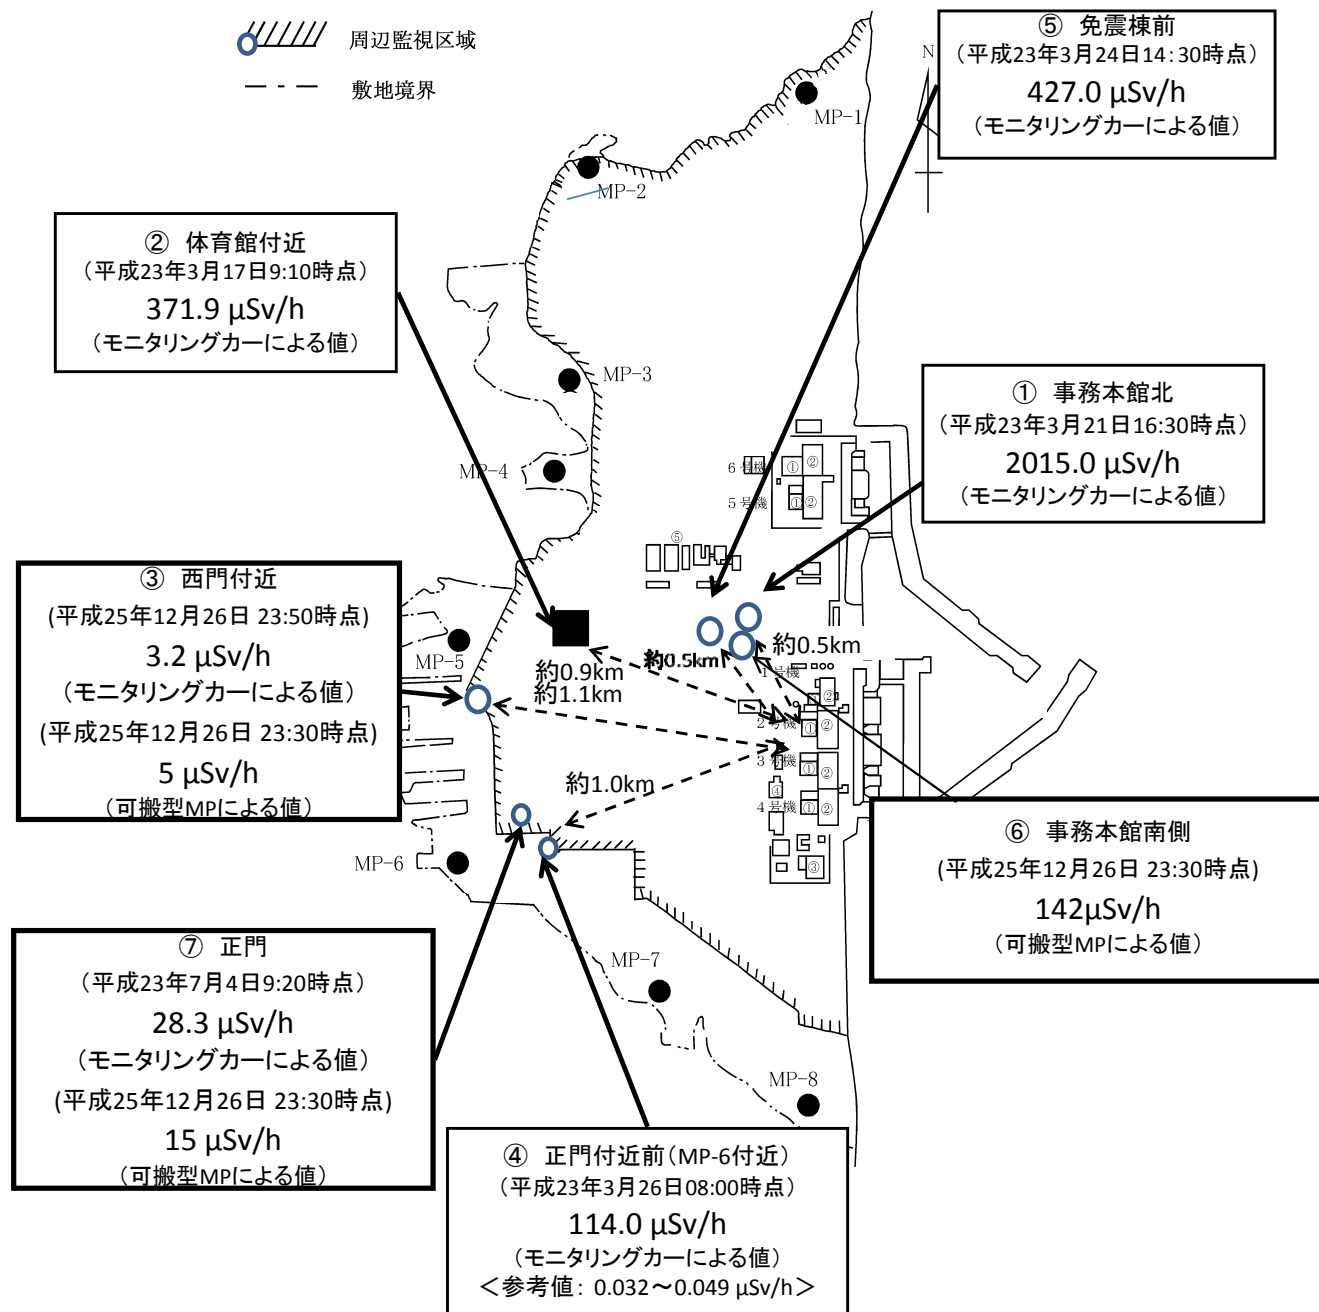 周辺監視区域
敷地境界
N
⑤ 免震棟前
(平成23年3月24日14:30時点)
427.0 μSv/h
(モニタリングカーによる値)
MP-1
MP-2
② 体育館付近
(平成23年3月17日9:10時点)
371.9 μSv/h
(モニタリングカーによる値)
MP-3
① 事務本館北
(平成23年3月21日16:30時点)
2015.0 μSv/h
(モニタリングカーによる値)
MP-4
6号機
①
②
5号機
①
②
⑤
③ 西門付近
(平成25年12月26日 23:50時点)
3.2 μSv/h
(モニタリングカーによる値)
(平成25年12月26日 23:30時点)
5 μSv/h
(可搬型MPによる値)
MP-5
約0.9km
約1.1km
約0.5km
約0.5km
1号機
②
2号機
①
②
3号機
①
②
④
4号機
①
②
③
約1.0km
MP-6
⑥ 事務本館南側
(平成25年12月26日 23:30時点)
142μSv/h
(可搬型MPによる値)
⑦ 正門
(平成23年7月4日9:20時点)
28.3 μSv/h
(モニタリングカーによる値)
(平成25年12月26日 23:30時点)
15 μSv/h
(可搬型MPによる値)
MP-7
MP-8
④ 正門付近前(MP-6付近)
(平成23年3月26日08:00時点)
114.0 μSv/h
(モニタリングカーによる値)
<参考値: 0.032～0.049 μSv/h>